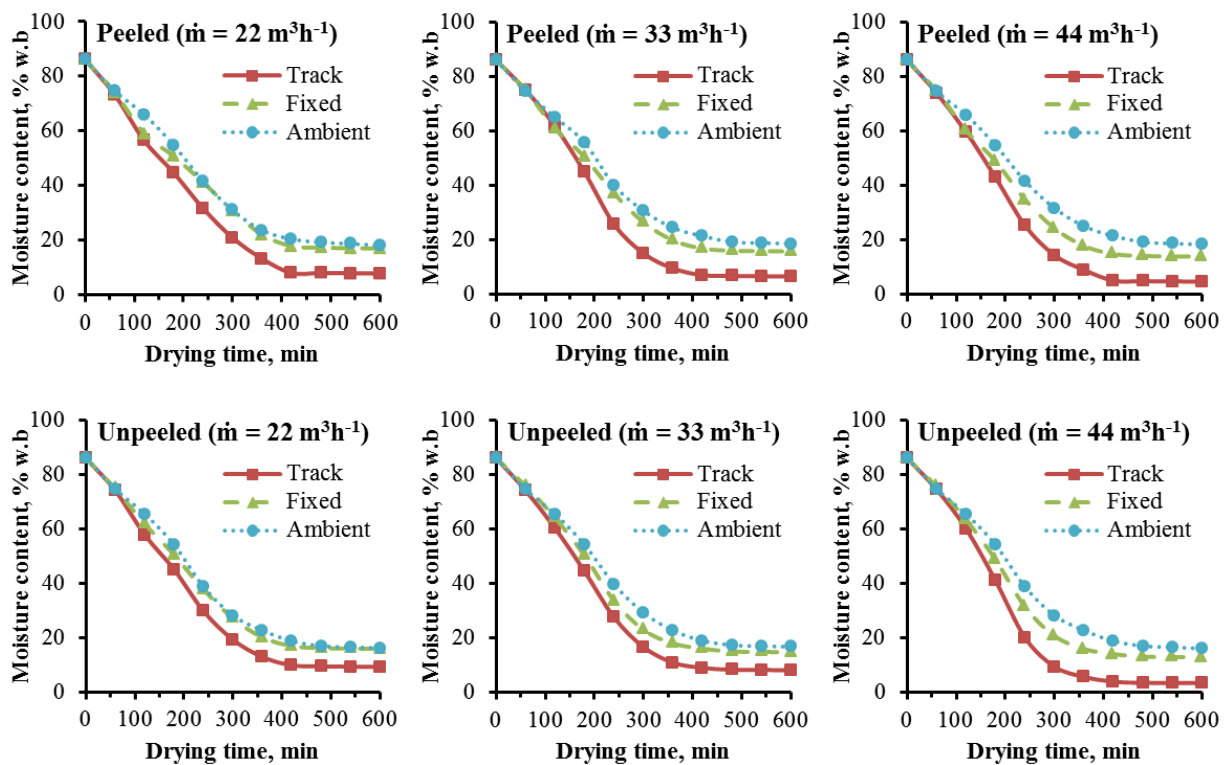 Peeled (ṁ = 22 m³h⁻¹)
Moisture content, % w.b
100
80
60
40
20
0
Track
Fixed
Ambient
0 100 200 300 400 500 600
Drying time, min
Peeled (ṁ = 33 m³h⁻¹)
Moisture content, % w.b
100
80
60
40
20
0
Track
Fixed
Ambient
0 100 200 300 400 500 600
Drying time, min
Peeled (ṁ = 44 m³h⁻¹)
Moisture content, % w.b
100
80
60
40
20
0
Track
Fixed
Ambient
0 100 200 300 400 500 600
Drying time, min
Unpeeled (ṁ = 22 m³h⁻¹)
Moisture content, % w.b
100
80
60
40
20
0
Track
Fixed
Ambient
0 100 200 300 400 500 600
Drying time, min
Unpeeled (ṁ = 33 m³h⁻¹)
Moisture content, % w.b
100
80
60
40
20
0
Track
Fixed
Ambient
0 100 200 300 400 500 600
Drying time, min
Unpeeled (ṁ = 44 m³h⁻¹)
Moisture content, % w.b
100
80
60
40
20
0
Track
Fixed
Ambient
0 100 200 300 400 500 600
Drying time, min